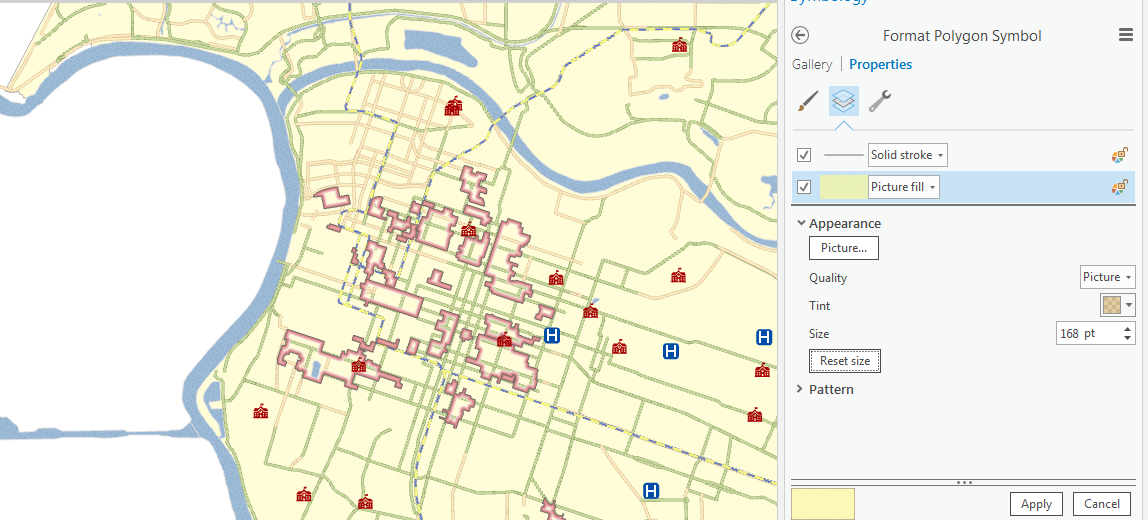 Symbology
Format Polygon Symbol
Gallery | Properties
Solid stroke
Picture fill
Appearance
Picture...
Quality Picture
Tint
Size 168 pt
Reset size
Pattern
Apply Cancel
H
H
H
H